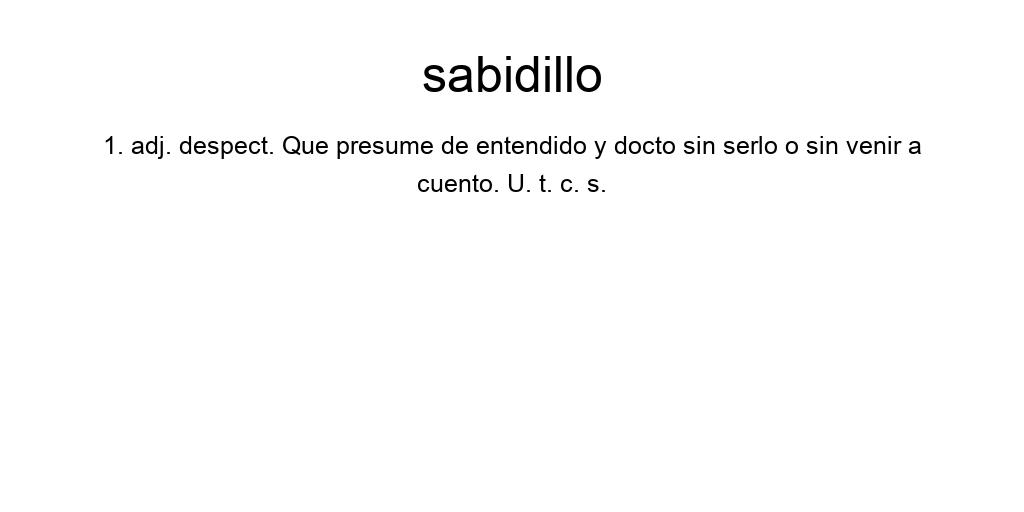 sabidillo
1. adj. despect. Que presume de entendido y docto sin serlo o sin venir a
cuento. U. t. c. s.